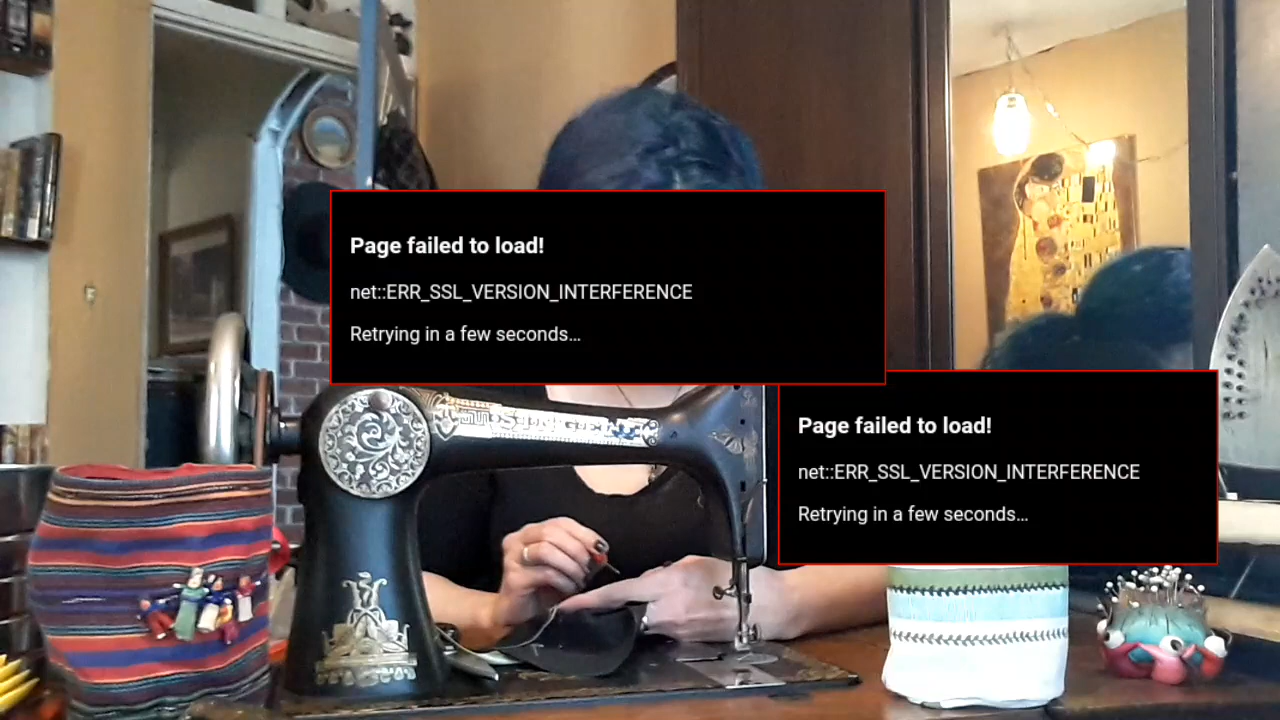 Page failed to load!
net::ERR_SSL_VERSION_INTERFERENCE
Retrying in a few seconds…
SINGER
Page failed to load!
net::ERR_SSL_VERSION_INTERFERENCE
Retrying in a few seconds…